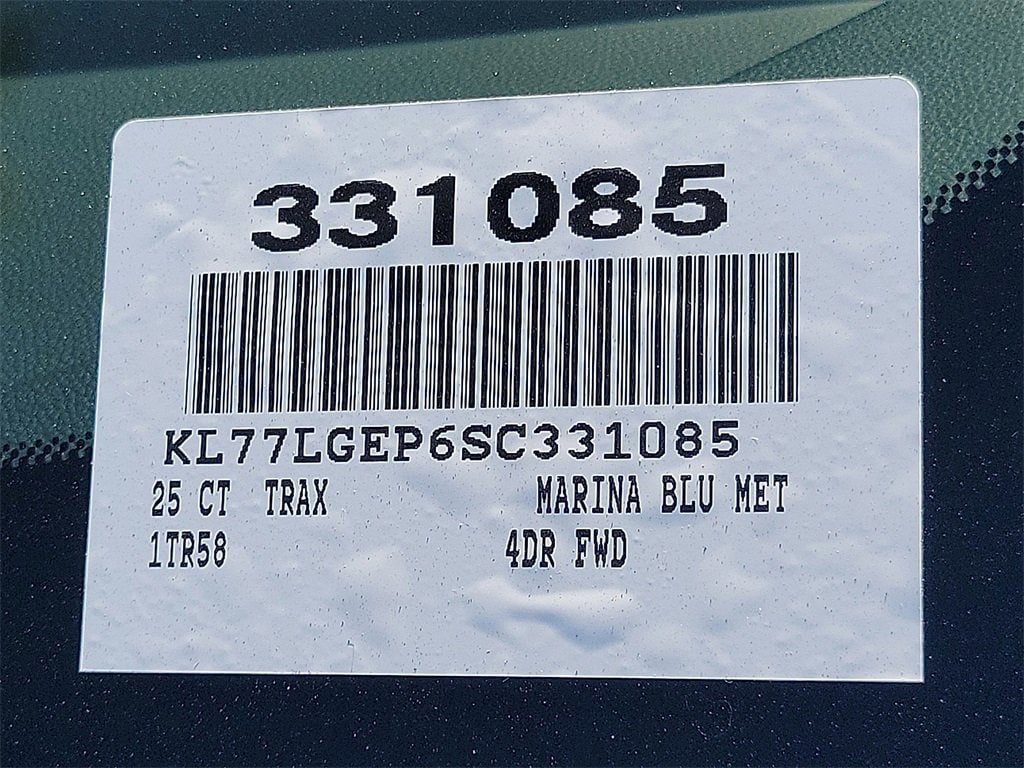 331085
KL77LGEP6SC331085
25 CT TRAX MARINA BLU MET
1TR58 4DR FWD